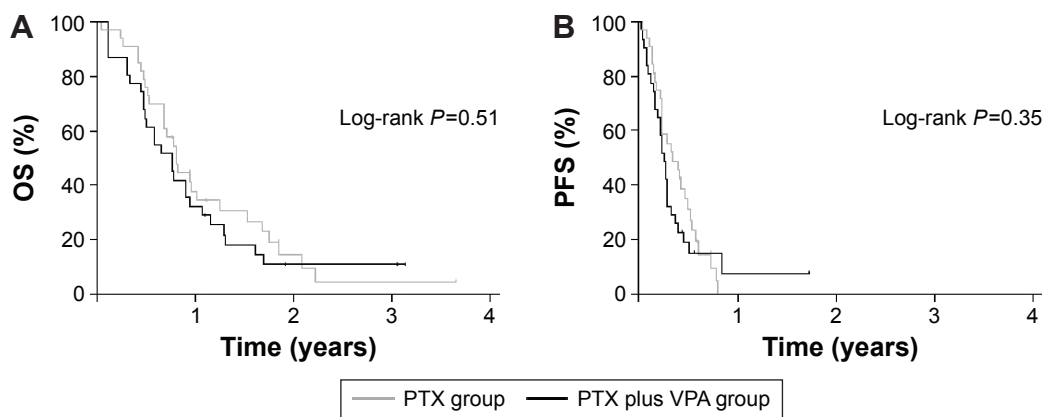 A
100
80
60
40
20
0
OS (%)
Log-rank P=0.51
1 2 3 4
Time (years)
B
100
80
60
40
20
0
PFS (%)
Log-rank P=0.35
1 2 3 4
Time (years)
PTX group PTX plus VPA group